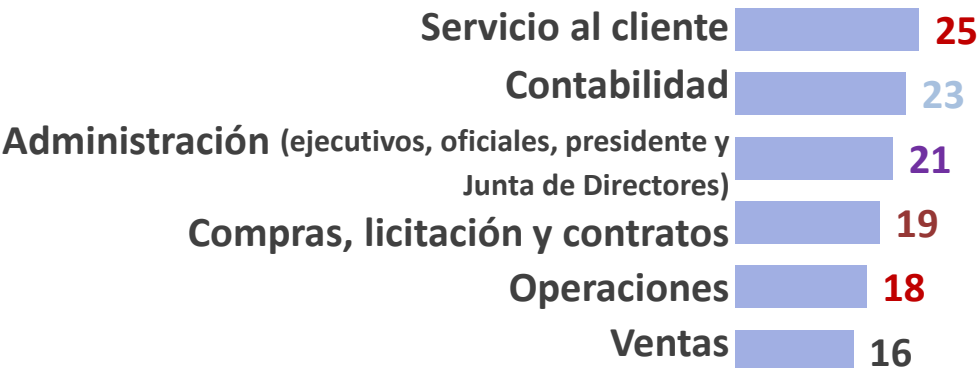 Servicio al cliente 25
Contabilidad 23
Administración (ejecutivos, oficiales, presidente y
Junta de Directores) 21
Compras, licitación y contratos 19
Operaciones 18
Ventas 16